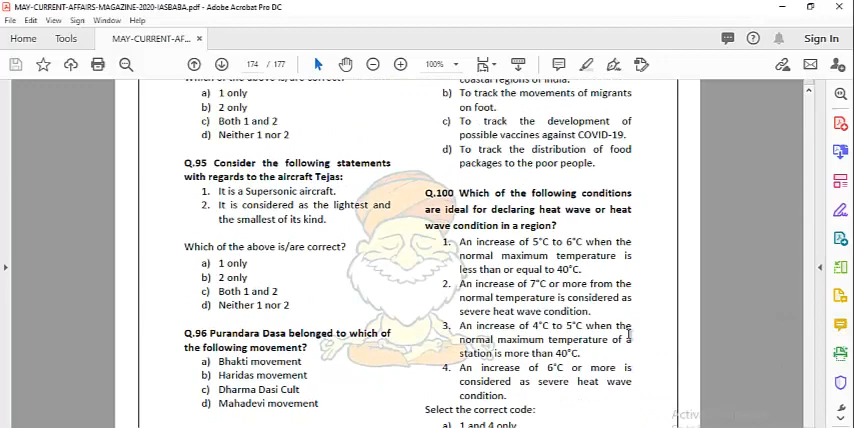 MAY-CURRENT-AFFAIRS-MAGAZINE-2020-IASBABA.pdf - Adobe Acrobat Pro DC
File Edit View Sign Window Help
Home Tools MAY-CURRENT-AF... × Sign In
174 / 177 100%
Which of the above is/are correct?
a) 1 only
b) 2 only
c) Both 1 and 2
d) Neither 1 nor 2
Q.95 Consider the following statements
with regards to the aircraft Tejas:
1. It is a Supersonic aircraft.
2. It is considered as the lightest and
the smallest of its kind.
Which of the above is/are correct?
a) 1 only
b) 2 only
c) Both 1 and 2
d) Neither 1 nor 2
Q.96 Purandara Dasa belonged to which of
the following movement?
a) Bhakti movement
b) Haridas movement
c) Dharma Dasi Cult
d) Mahadevi movement
coastal regions of India.
b) To track the movements of migrants
on foot.
c) To track the development of
possible vaccines against COVID-19.
d) To track the distribution of food
packages to the poor people.
Q.100 Which of the following conditions
are ideal for declaring heat wave or heat
wave condition in a region?
1. An increase of 5°C to 6°C when the
normal maximum temperature is
less than or equal to 40°C.
2. An increase of 7°C or more from the
normal temperature is considered as
severe heat wave condition.
3. An increase of 4°C to 5°C when the
normal maximum temperature of a
station is more than 40°C.
4. An increase of 6°C or more is
considered as severe heat wave
condition.
Select the correct code:
a) 1 and 4 only